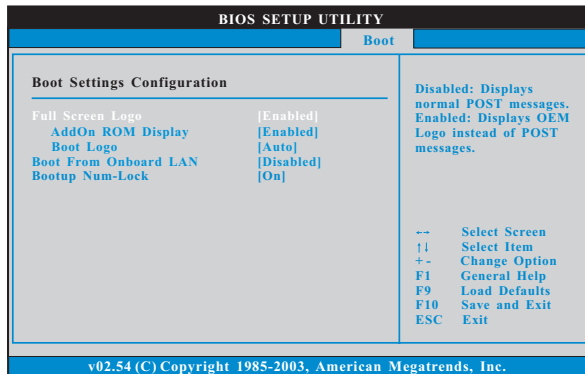 BIOS SETUP UTILITY
Boot
Boot Settings Configuration
Full Screen Logo [Enabled]
AddOn ROM Display [Enabled]
Boot Logo [Auto]
Boot From Onboard LAN [Disabled]
Bootup Num-Lock [On]
Disabled: Displays
normal POST messages.
Enabled: Displays OEM
Logo instead of POST
messages.
←→ Select Screen
↑↓ Select Item
+ - Change Option
F1 General Help
F9 Load Defaults
F10 Save and Exit
ESC Exit
v02.54 (C) Copyright 1985-2003, American Megatrends, Inc.